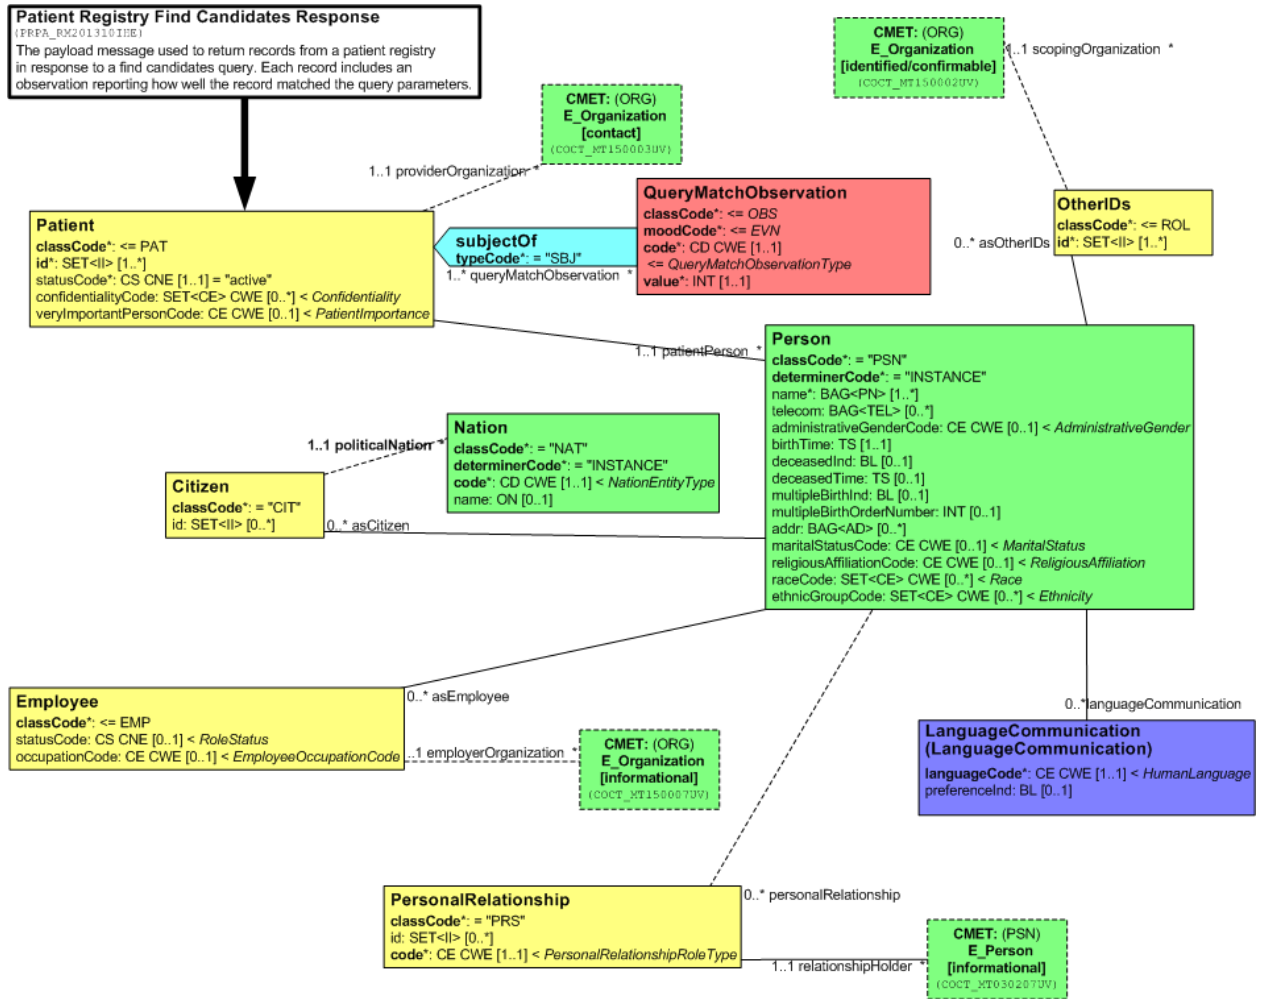 Patient Registry Find Candidates Response
(PRPA_RM201310IHE)
The payload message used to return records from a patient registry
in response to a find candidates query. Each record includes an
observation reporting how well the record matched the query parameters.
CMET: (ORG)
E_Organization
[identified/confirmable]
(COCT_MT150002UV)
1..1 scopingOrganization *
CMET: (ORG)
E_Organization
[contact]
(COCT_MT150003UV)
1..1 providerOrganization *
Patient
classCode*: <= PAT
id*: SET<II> [1..*]
statusCode*: CS CNE [1..1] = "active"
confidentialityCode: SET<CE> CWE [0..*] < Confidentiality
veryImportantPersonCode: CE CWE [0..1] < PatientImportance
subjectOf
typeCode*: = "SBJ"
1..* queryMatchObservation *
QueryMatchObservation
classCode*: <= OBS
moodCode*: <= EVN
code*: CD CWE [1..1]
<= QueryMatchObservationType
value*: INT [1..1]
OtherIDs
classCode*: <= ROL
id*: SET<II> [1..*]
0..* asOtherIDs
1..1 patientPerson *
Person
classCode*: = "PSN"
determinerCode*: = "INSTANCE"
name*: BAG<PN> [1..*]
telecom: BAG<TEL> [0..*]
administrativeGenderCode: CE CWE [0..1] < AdministrativeGender
birthTime: TS [1..1]
deceasedInd: BL [0..1]
deceasedTime: TS [0..1]
multipleBirthInd: BL [0..1]
multipleBirthOrderNumber: INT [0..1]
addr: BAG<AD> [0..*]
maritalStatusCode: CE CWE [0..1] < MaritalStatus
religiousAffiliationCode: CE CWE [0..1] < ReligiousAffiliation
raceCode: SET<CE> CWE [0..*] < Race
ethnicGroupCode: SET<CE> CWE [0..*] < Ethnicity
1..1 politicalNation *
Nation
classCode*: = "NAT"
determinerCode*: = "INSTANCE"
code*: CD CWE [1..1] < NationEntityType
name: ON [0..1]
Citizen
classCode*: = "CIT"
id: SET<II> [0..*]
0..* asCitizen
Employee
classCode*: <= EMP
statusCode: CS CNE [0..1] < RoleStatus
occupationCode: CE CWE [0..1] < EmployeeOccupationCode
0..* asEmployee
..1 employerOrganization *
CMET: (ORG)
E_Organization
[informational]
(COCT_MT150007UV)
0..*languageCommunication
LanguageCommunication
(LanguageCommunication)
languageCode*: CE CWE [1..1] < HumanLanguage
preferenceInd: BL [0..1]
PersonalRelationship
classCode*: = "PRS"
id: SET<II> [0..*]
code*: CE CWE [1..1] < PersonalRelationshipRoleType
0..* personalRelationship
1..1 relationshipHolder *
CMET: (PSN)
E_Person
[informational]
(COCT_MT030207UV)